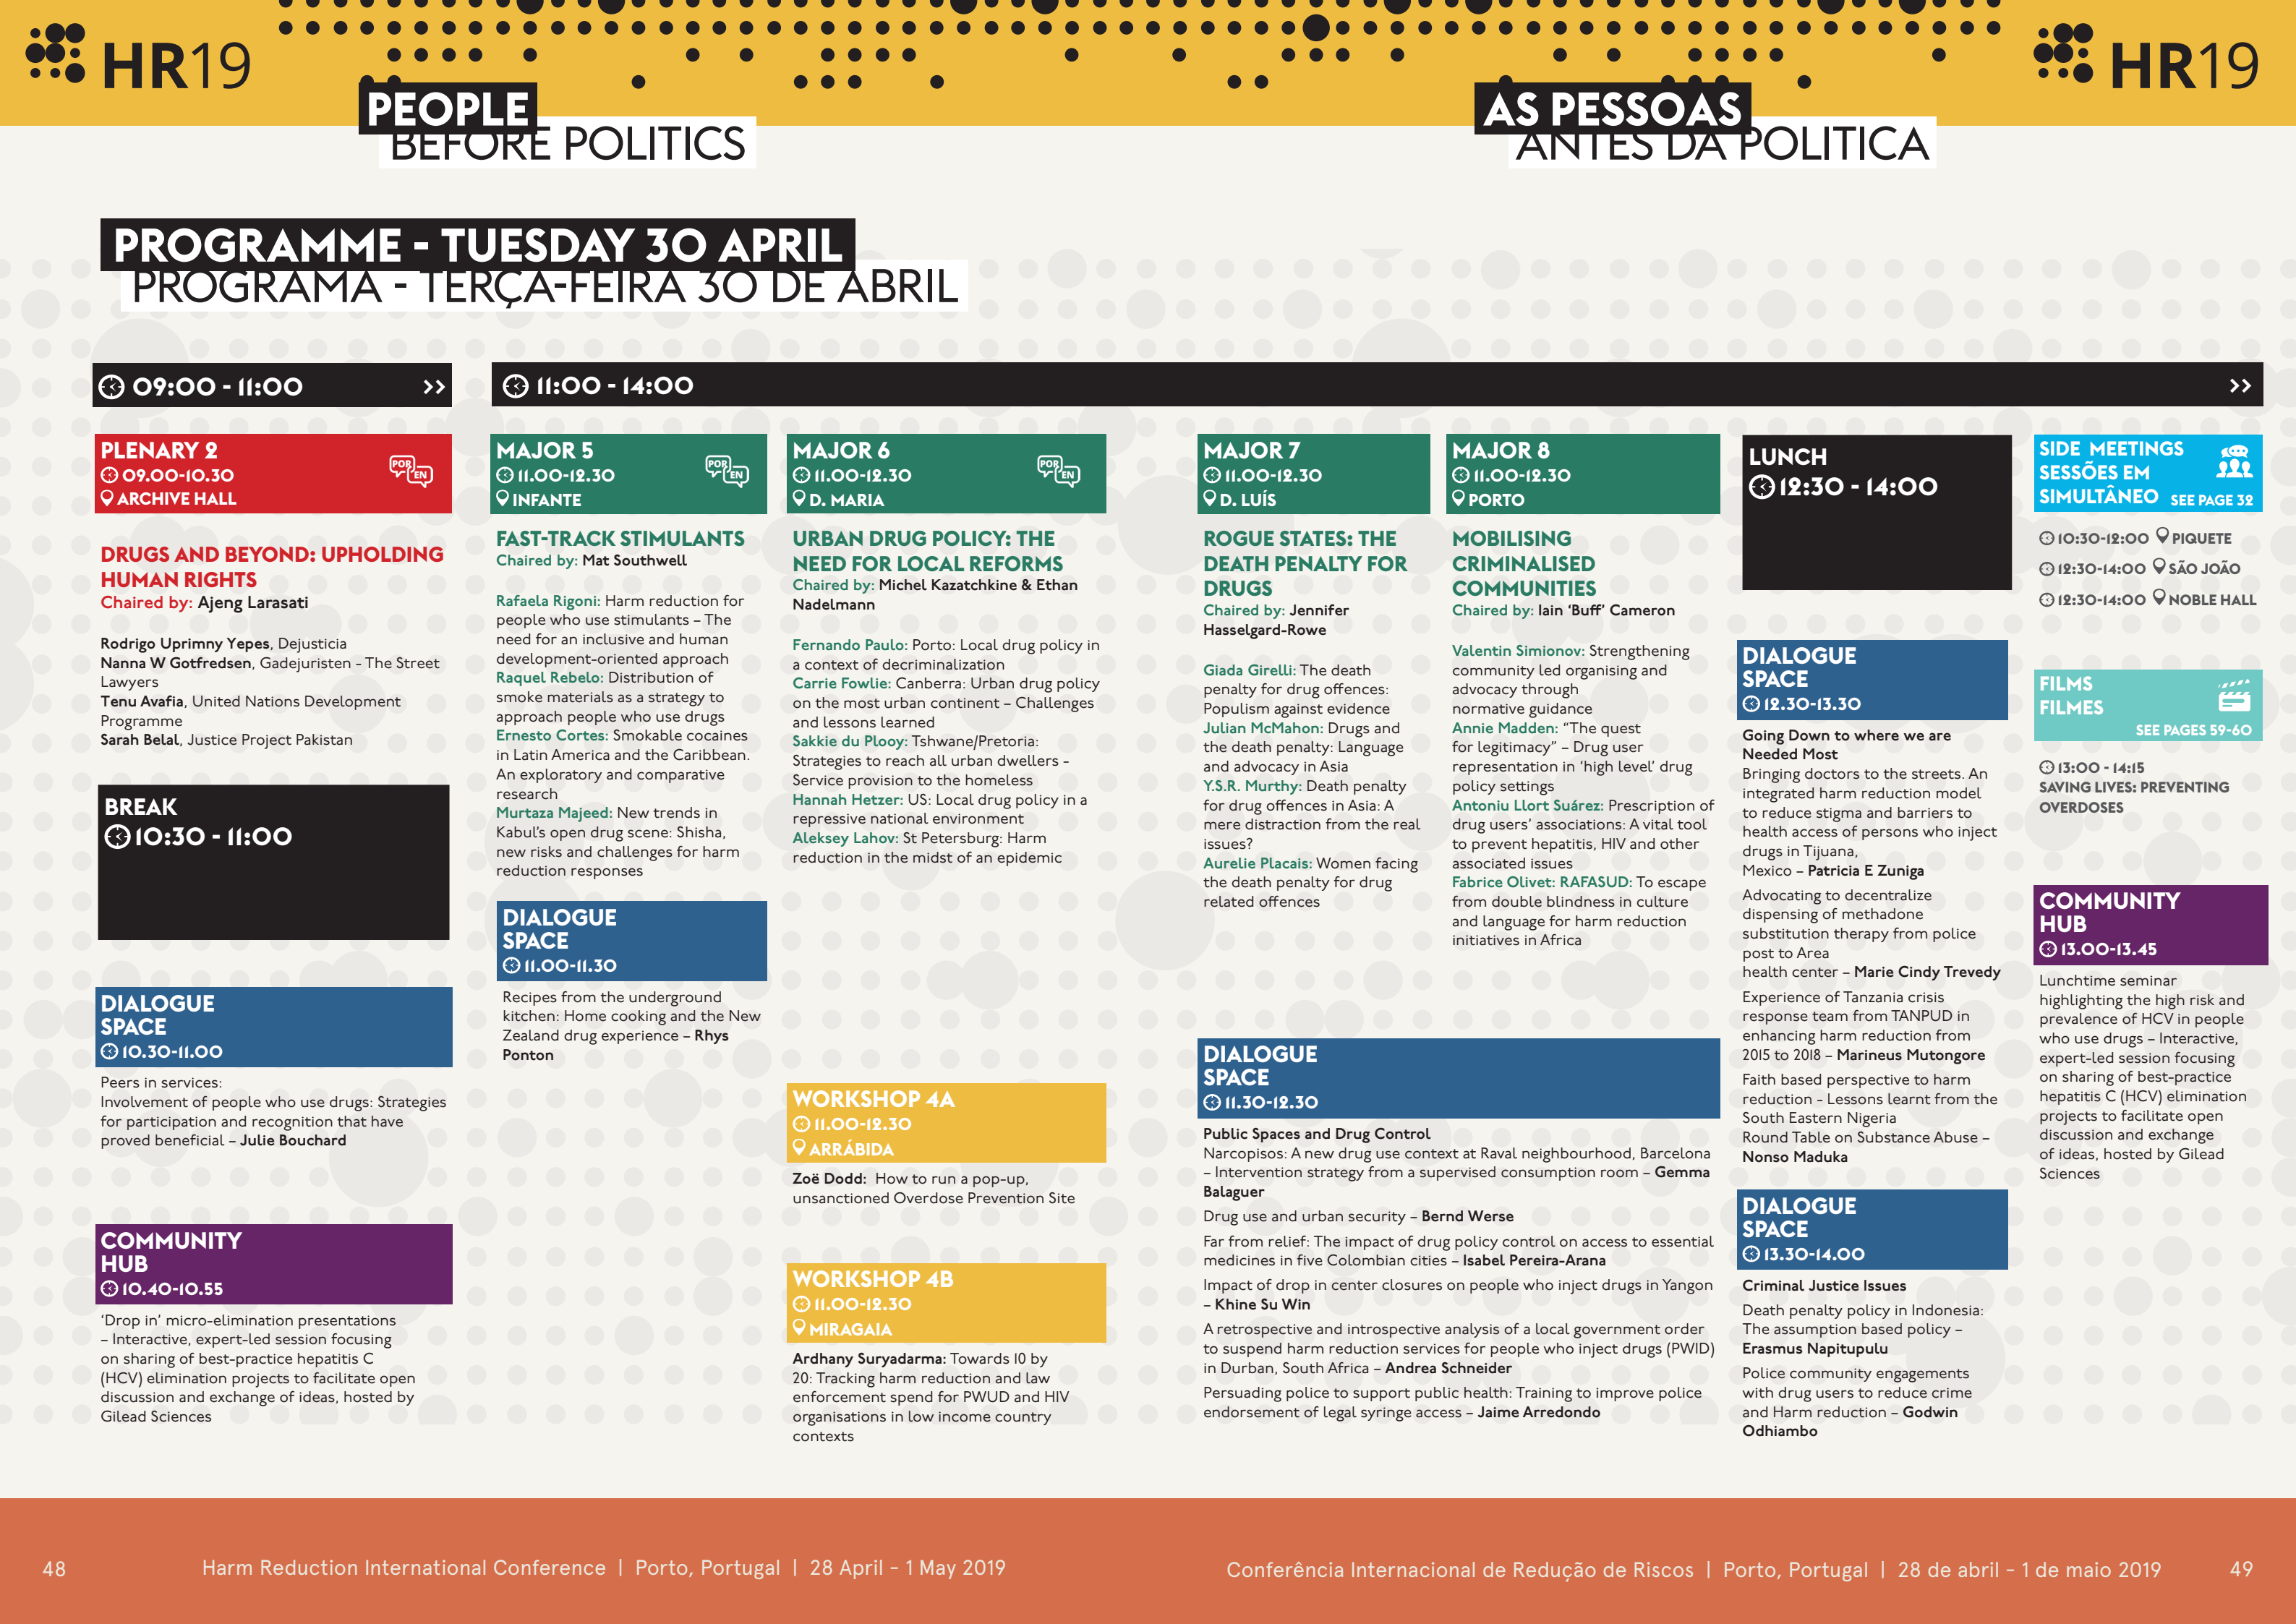 HR19
PEOPLE
BEFORE POLITICS
AS PESSOAS
ANTES DA POLITICA
HR19
PROGRAMME - TUESDAY 30 APRIL
PROGRAMA - TERÇA-FEIRA 30 DE ABRIL
09:00 - 11:00 >>
11:00 - 14:00 >>
PLENARY 2
09.00-10.30
ARCHIVE HALL
POR EN
DRUGS AND BEYOND: UPHOLDING
HUMAN RIGHTS
Chaired by: Ajeng Larasati
Rodrigo Uprimny Yepes, Dejusticia
Nanna W Gotfredsen, Gadejuristen - The Street
Lawyers
Tenu Avafia, United Nations Development
Programme
Sarah Belal, Justice Project Pakistan
BREAK
10:30 - 11:00
DIALOGUE
SPACE
10.30-11.00
Peers in services:
Involvement of people who use drugs: Strategies
for participation and recognition that have
proved beneficial – Julie Bouchard
COMMUNITY
HUB
10.40-10.55
‘Drop in’ micro-elimination presentations
– Interactive, expert-led session focusing
on sharing of best-practice hepatitis C
(HCV) elimination projects to facilitate open
discussion and exchange of ideas, hosted by
Gilead Sciences
MAJOR 5
11.00-12.30
INFANTE
POR EN
FAST-TRACK STIMULANTS
Chaired by: Mat Southwell
Rafaela Rigoni: Harm reduction for
people who use stimulants – The
need for an inclusive and human
development-oriented approach
Raquel Rebelo: Distribution of
smoke materials as a strategy to
approach people who use drugs
Ernesto Cortes: Smokable cocaines
in Latin America and the Caribbean.
An exploratory and comparative
research
Murtaza Majeed: New trends in
Kabul’s open drug scene: Shisha,
new risks and challenges for harm
reduction responses
DIALOGUE
SPACE
11.00-11.30
Recipes from the underground
kitchen: Home cooking and the New
Zealand drug experience – Rhys
Ponton
MAJOR 6
11.00-12.30
D. MARIA
POR EN
URBAN DRUG POLICY: THE
NEED FOR LOCAL REFORMS
Chaired by: Michel Kazatchkine & Ethan
Nadelmann
Fernando Paulo: Porto: Local drug policy in
a context of decriminalization
Carrie Fowlie: Canberra: Urban drug policy
on the most urban continent – Challenges
and lessons learned
Sakkie du Plooy: Tshwane/Pretoria:
Strategies to reach all urban dwellers -
Service provision to the homeless
Hannah Hetzer: US: Local drug policy in a
repressive national environment
Aleksey Lahov: St Petersburg: Harm
reduction in the midst of an epidemic
WORKSHOP 4A
11.00-12.30
ARRÁBIDA
Zoë Dodd: How to run a pop-up,
unsanctioned Overdose Prevention Site
WORKSHOP 4B
11.00-12.30
MIRAGAIA
Ardhany Suryadarma: Towards 10 by
20: Tracking harm reduction and law
enforcement spend for PWUD and HIV
organisations in low income country
contexts
MAJOR 7
11.00-12.30
D. LUÍS
ROGUE STATES: THE
DEATH PENALTY FOR
DRUGS
Chaired by: Jennifer
Hasselgard-Rowe
Giada Girelli: The death
penalty for drug offences:
Populism against evidence
Julian McMahon: Drugs and
the death penalty: Language
and advocacy in Asia
Y.S.R. Murthy: Death penalty
for drug offences in Asia: A
mere distraction from the real
issues?
Aurelie Placais: Women facing
the death penalty for drug
related offences
MAJOR 8
11.00-12.30
PORTO
MOBILISING
CRIMINALISED
COMMUNITIES
Chaired by: Iain ‘Buff’ Cameron
Valentin Simionov: Strengthening
community led organising and
advocacy through
normative guidance
Annie Madden: “The quest
for legitimacy” – Drug user
representation in ‘high level’ drug
policy settings
Antoniu Llort Suárez: Prescription of
drug users’ associations: A vital tool
to prevent hepatitis, HIV and other
associated issues
Fabrice Olivet: RAFASUD: To escape
from double blindness in culture
and language for harm reduction
initiatives in Africa
DIALOGUE
SPACE
11.30-12.30
Public Spaces and Drug Control
Narcopisos: A new drug use context at Raval neighbourhood, Barcelona
– Intervention strategy from a supervised consumption room – Gemma
Balaguer
Drug use and urban security – Bernd Werse
Far from relief: The impact of drug policy control on access to essential
medicines in five Colombian cities – Isabel Pereira-Arana
Impact of drop in center closures on people who inject drugs in Yangon
– Khine Su Win
A retrospective and introspective analysis of a local government order
to suspend harm reduction services for people who inject drugs (PWID)
in Durban, South Africa – Andrea Schneider
Persuading police to support public health: Training to improve police
endorsement of legal syringe access – Jaime Arredondo
LUNCH
12:30 - 14:00
DIALOGUE
SPACE
12.30-13.30
Going Down to where we are
Needed Most
Bringing doctors to the streets. An
integrated harm reduction model
to reduce stigma and barriers to
health access of persons who inject
drugs in Tijuana,
Mexico – Patricia E Zuniga
Advocating to decentralize
dispensing of methadone
substitution therapy from police
post to Area
health center – Marie Cindy Trevedy
Experience of Tanzania crisis
response team from TANPUD in
enhancing harm reduction from
2015 to 2018 – Marineus Mutongore
Faith based perspective to harm
reduction - Lessons learnt from the
South Eastern Nigeria
Round Table on Substance Abuse –
Nonso Maduka
DIALOGUE
SPACE
13.30-14.00
Criminal Justice Issues
Death penalty policy in Indonesia:
The assumption based policy –
Erasmus Napitupulu
Police community engagements
with drug users to reduce crime
and Harm reduction – Godwin
Odhiambo
SIDE MEETINGS
SESSÕES EM
SIMULTÂNEO SEE PAGE 32
10:30-12:00 PIQUETE
12:30-14:00 SÃO JOÃO
12:30-14:00 NOBLE HALL
FILMS
FILMES
SEE PAGES 59-60
13:00 - 14:15
SAVING LIVES: PREVENTING
OVERDOSES
COMMUNITY
HUB
13.00-13.45
Lunchtime seminar
highlighting the high risk and
prevalence of HCV in people
who use drugs – Interactive,
expert-led session focusing
on sharing of best-practice
hepatitis C (HCV) elimination
projects to facilitate open
discussion and exchange
of ideas, hosted by Gilead
Sciences
48
Harm Reduction International Conference | Porto, Portugal | 28 April - 1 May 2019
Conferência Internacional de Redução de Riscos | Porto, Portugal | 28 de abril - 1 de maio 2019
49